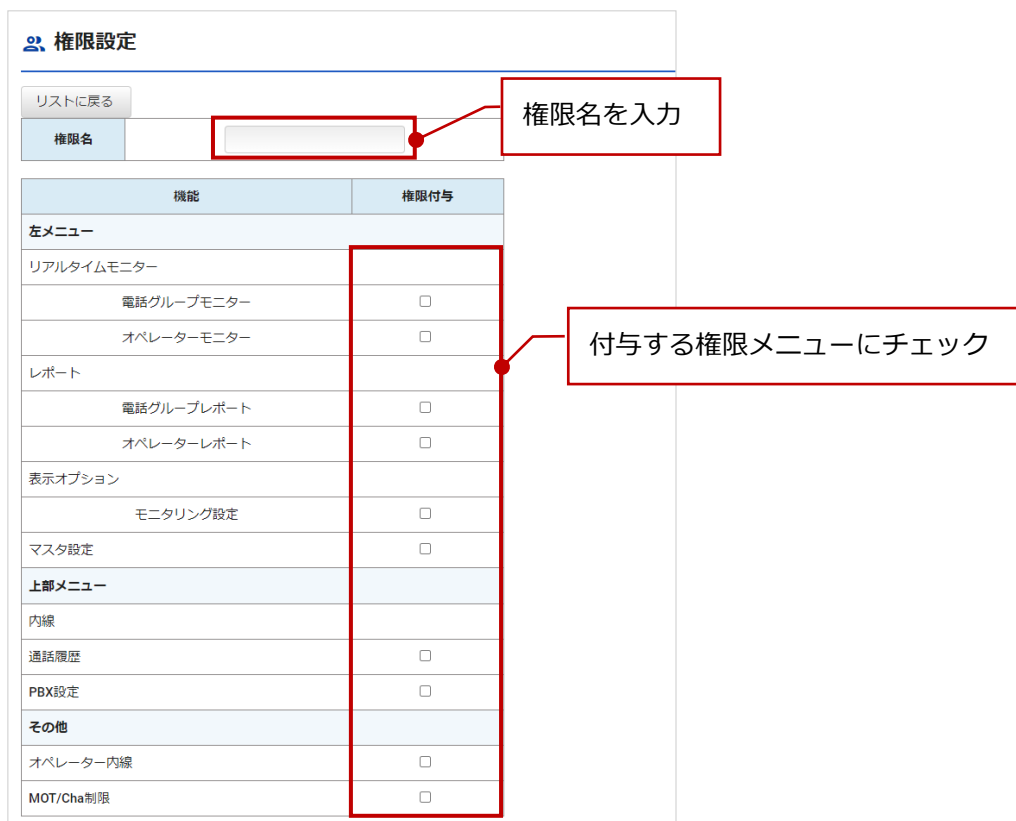 権限設定
リストに戻る
権限名を入力
権限名
機能 権限付与
左メニュー
リアルタイムモニター
電話グループモニター
オペレーターモニター
付与する権限メニューにチェック
レポート
電話グループレポート
オペレーターレポート
表示オプション
モニタリング設定
マスタ設定
上部メニュー
内線
通話履歴
PBX設定
その他
オペレーター内線
MOT/Cha制限